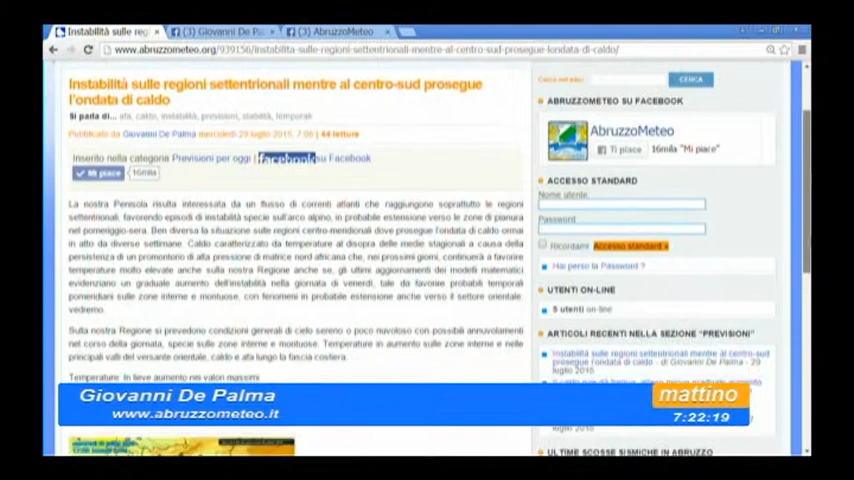 Instabilità sulle regi
(3) Giovanni De Pa
(3) AbruzzoMeteo
www.abruzzometeo.org/939156/instabilita-sulle-regioni-settentrionali-mentre-al-centro-sud-prosegue-londata-di-caldo/
Instabilità sulle regioni settentrionali mentre al centro-sud prosegue
l'ondata di caldo
Si parla di... afa, caldo, instabilità, previsioni, stabilità, temporali
Pubblicato da Giovanni De Palma mercoledì 29 luglio 2015, 7:06 | 44 letture
Inserito nella categoria Previsioni per oggi | facebook su Facebook
Mi piace 16mila
La nostra Penisola risulta interessata da un flusso di correnti atlanti che raggiungono soprattutto le regioni
settentrionali, favorendo episodi di instabilità specie sull'arco alpino, in probabile estensione verso le zone di pianura
nel pomeriggio-sera. Ben diversa la situazione sulle regioni centro-meridionali dove prosegue l'ondata di caldo ormai
in atto da diverse settimane. Caldo caratterizzato da temperature al disopra delle medie stagionali a causa della
persistenza di un promontorio di alta pressione di matrice nord africana che, nei prossimi giorni, continuerà a favorire
temperature molto elevate anche sulla nostra Regione anche se, gli ultimi aggiornamenti dei modelli matematici
evidenziano un graduale aumento dell'instabilità nella giornata di venerdì, tale da favorire probabili temporali
pomeridiani sulle zone interne e montuose, con fenomeni in probabile estensione anche verso il settore orientale,
vedremo.
Sulla nostra Regione si prevedono condizioni generali di cielo sereno o poco nuvoloso con possibili annuvolamenti
nel corso della giornata, specie sulle zone interne e montuose. Temperature in aumento sulle zone interne e nelle
principali valli del versante orientale, caldo e afa lungo la fascia costiera.
Temperature: In lieve aumento nei valori massimi
Cerca nel sito: CERCA
ABRUZZOMETEO SU FACEBOOK
AbruzzoMeteo
Ti piace 16mila "Mi piace"
ACCESSO STANDARD
Nome utente
Password
Ricordami Accesso standard »
Hai perso la Password ?
UTENTI ON-LINE
5 utenti on-line
ARTICOLI RECENTI NELLA SEZIONE "PREVISIONI"
Instabilità sulle regioni settentrionali mentre al centro-sud
prosegue l'ondata di caldo - di Giovanni De Palma - 29
luglio 2015
luglio 2015
ULTIME SCOSSE SISMICHE IN ABRUZZO
Giovanni De Palma
www.abruzzometeo.it
mattino
7:22:19